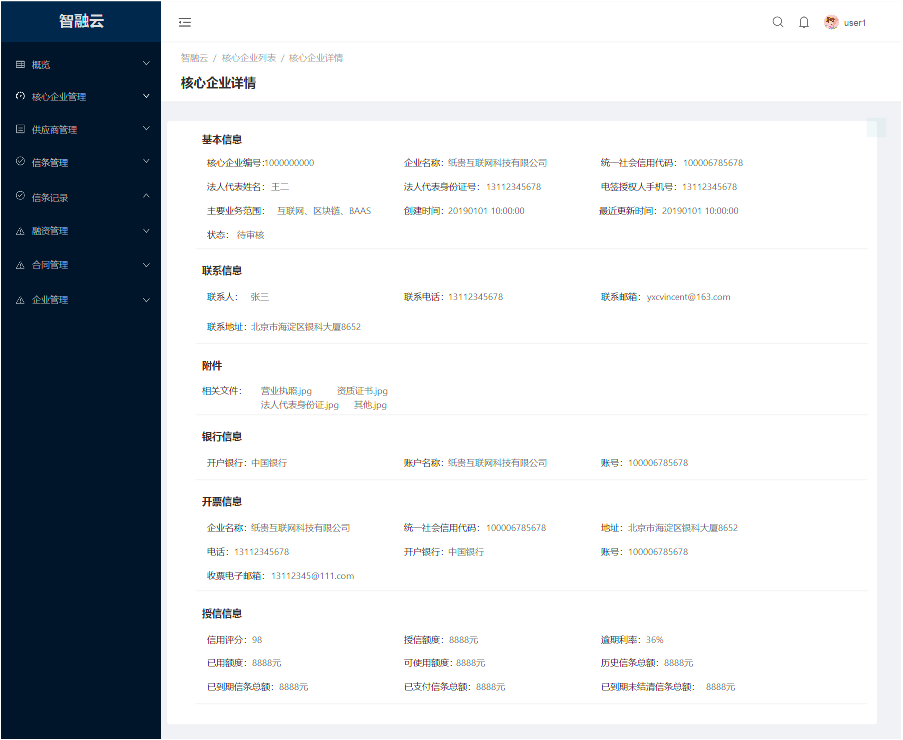 智融云
user1
概览
核心企业管理
供应商管理
信条管理
信条记录
融资管理
合同管理
企业管理
智融云 / 核心企业列表 / 核心企业详情
核心企业详情
基本信息
核心企业编号:1000000000 企业名称：纸贵互联网科技有限公司 统一社会信用代码：100006785678
法人代表姓名：王二 法人代表身份证号：13112345678 电签授权人手机号：13112345678
主要业务范围： 互联网、区块链、BAAS 创建时间：20190101 10:00:00 最近更新时间：20190101 10:00:00
状态： 待审核
联系信息
联系人： 张三 联系电话：13112345678 联系邮箱：yxcvincent@163.com
联系地址：北京市海淀区银科大厦8652
附件
相关文件： 营业执照.jpg 资质证书.jpg
法人代表身份证.jpg 其他.jpg
银行信息
开户银行：中国银行 账户名称：纸贵互联网科技有限公司 账号：100006785678
开票信息
企业名称：纸贵互联网科技有限公司 统一社会信用代码：100006785678 地址：北京市海淀区银科大厦8652
电话：13112345678 开户银行：中国银行 账号：100006785678
收票电子邮箱：13112345@111.com
授信信息
信用评分：98 授信额度：8888元 逾期利率：36%
已用额度：8888元 可使用额度：8888元 历史信条总额：8888元
已到期信条总额：8888元 已支付信条总额：8888元 已到期未结清信条总额： 8888元